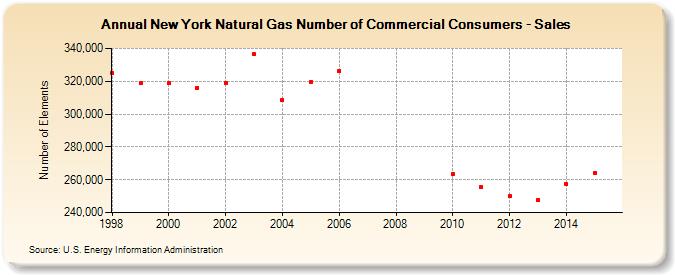 Annual New York Natural Gas Number of Commercial Consumers - Sales
Number of Elements
340,000
320,000
300,000
280,000
260,000
240,000
1998 2000 2002 2004 2006 2008 2010 2012 2014
Source: U.S. Energy Information Administration